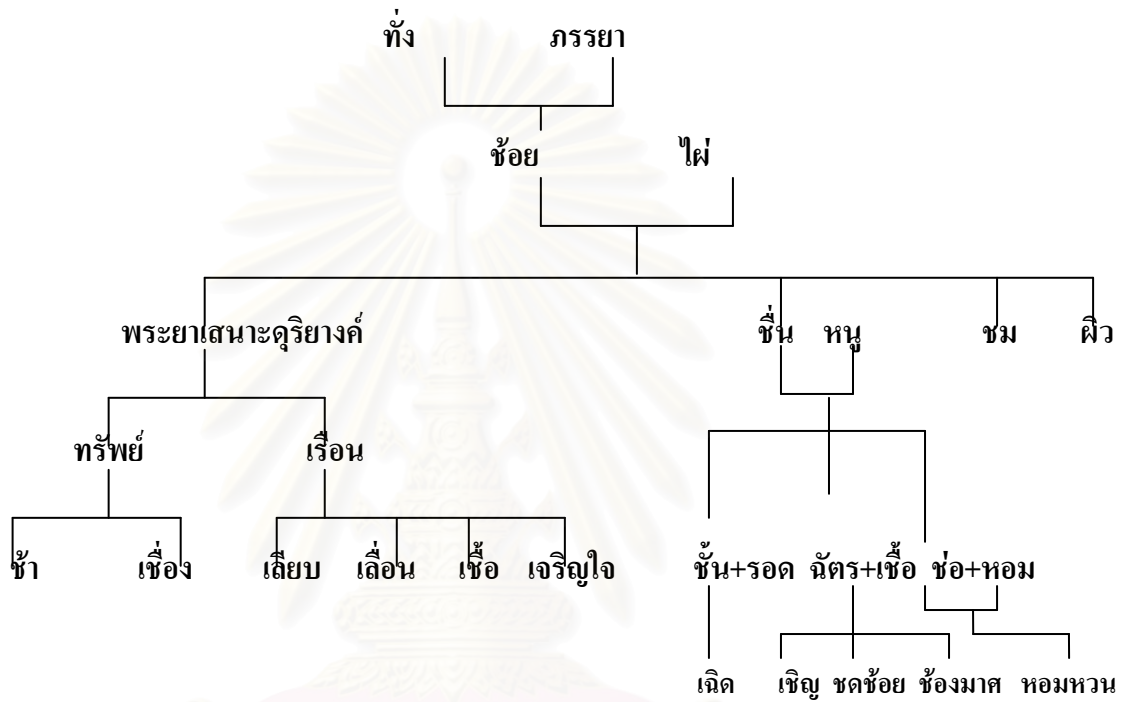 ทั่ง ภรรยา
ช้อย ไผ่
พระยาเสนาะดุริยางค์ ชื่น หนู ชม ผิว
ทรัพย์ เรือน
ช้า เชื่อง เลียบ เลื่อน เชื้อ เจริญใจ ชั้น+รอด ฉัตร+เชื้อ ช่อ+หอม
เฉิด เชิญ ชดช้อย ช้องมาศ หอมหวน